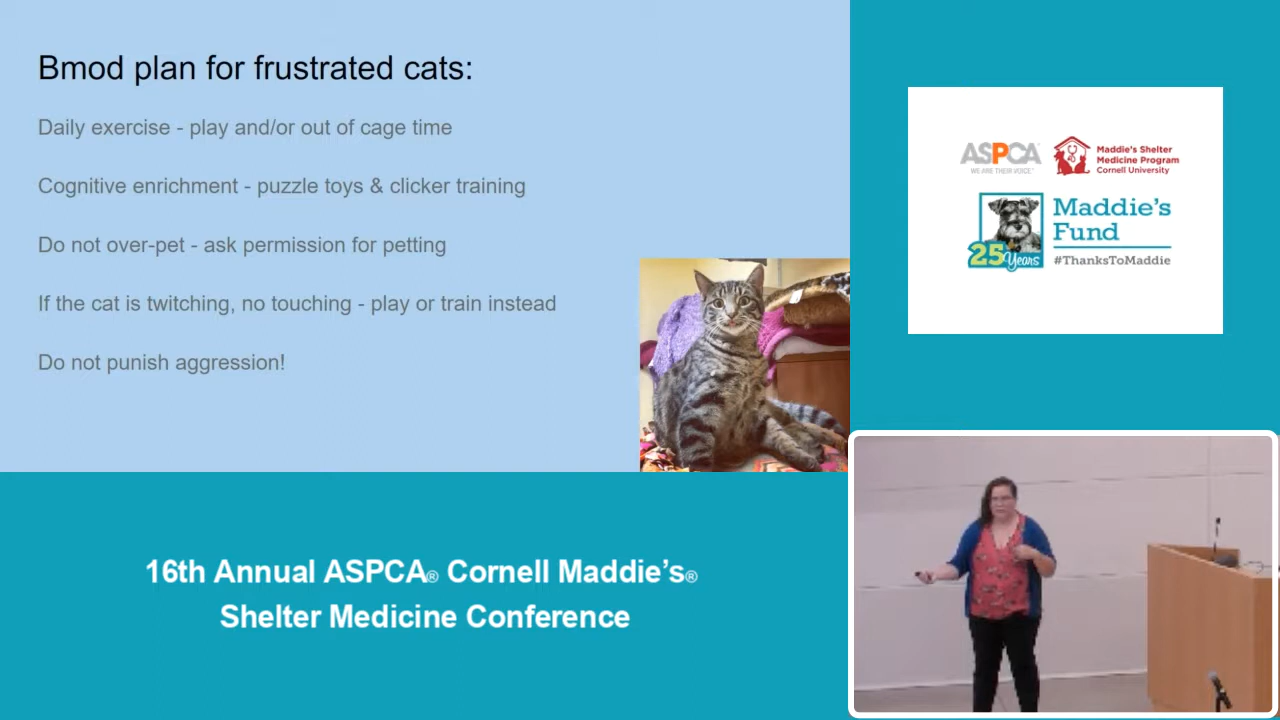 Bmod plan for frustrated cats:
Daily exercise - play and/or out of cage time
Cognitive enrichment - puzzle toys & clicker training
Do not over-pet - ask permission for petting
If the cat is twitching, no touching - play or train instead
Do not punish aggression!
ASPCA
WE ARE THEIR VOICE®
Maddie's Shelter
Medicine Program
Cornell University
Maddie's
Fund
25 Years
#ThanksToMaddie
16th Annual ASPCA® Cornell Maddie's®
Shelter Medicine Conference